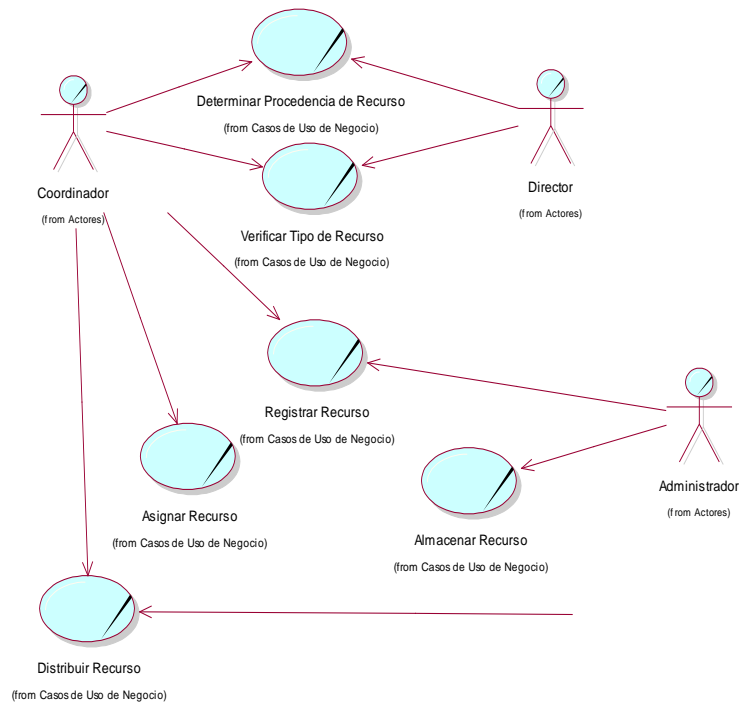 Determinar Procedencia de Recurso
(from Casos de Uso de Negocio)
Coordinador
(from Actores)
Director
(from Actores)
Verificar Tipo de Recurso
(from Casos de Uso de Negocio)
Registrar Recurso
(from Casos de Uso de Negocio)
Administrador
(from Actores)
Asignar Recurso
(from Casos de Uso de Negocio)
Almacenar Recurso
(from Casos de Uso de Negocio)
Distribuir Recurso
(from Casos de Uso de Negocio)